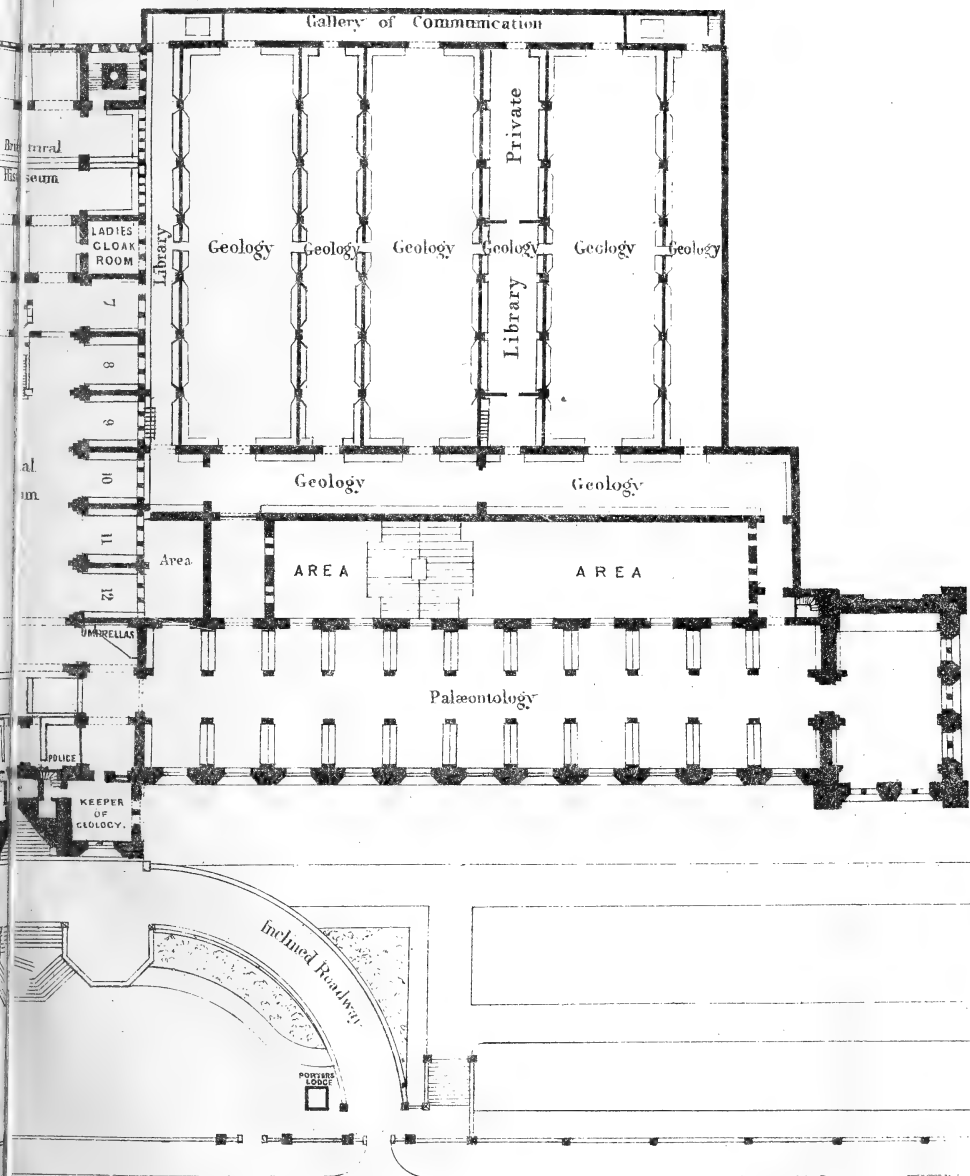 Gallery of Communication
Private
Library
Library
Geology
Geology
Geology
Geology
Geology
Geology
LADIES
CLOAK
ROOM
7
8
9
10
11
12
Geology
Geology
Area
AREA
AREA
UMBRELLAS
Palæontology
POLICE
KEEPER
OF
GEOLOGY.
Inclined Roadway
PORTERS
LODGE